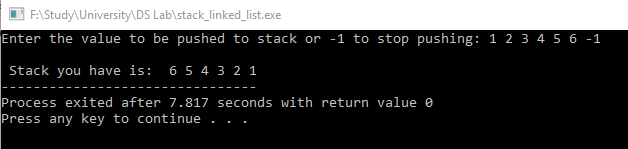 F:\Study\University\DS Lab\stack_linked_list.exe
Enter the value to be pushed to stack or -1 to stop pushing: 1 2 3 4 5 6 -1
Stack you have is:  6 5 4 3 2 1
--------------------------------
Process exited after 7.817 seconds with return value 0
Press any key to continue . . .